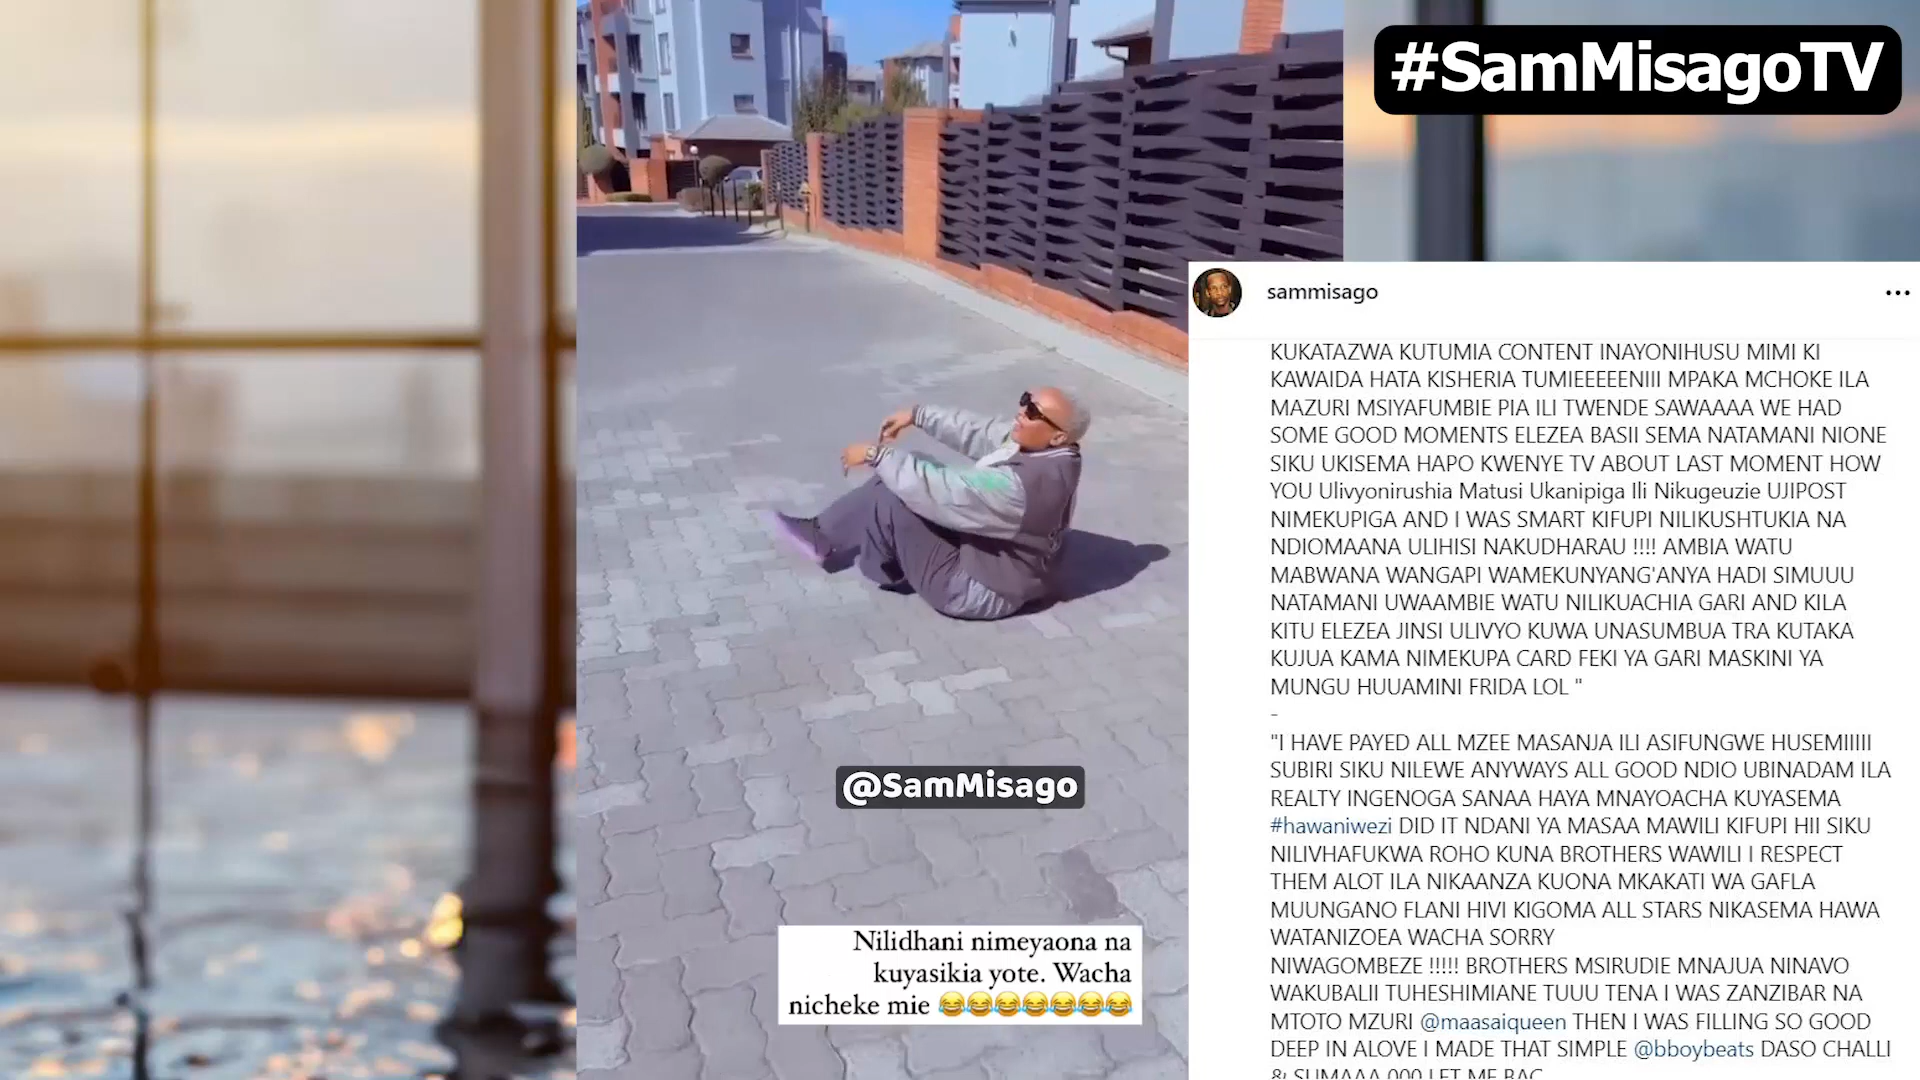 #SamMisagoTV
sammisago
KUKATAZWA KUTUMIA CONTENT INAYONIHUSU MIMI KI
KAWAIDA HATA KISHERIA TUMIEEEEENIII MPAKA MCHOKE ILA
MAZURI MSIYAFUMBIE PIA ILI TWENDE SAWAAAA WE HAD
SOME GOOD MOMENTS ELEZEA BASII SEMA NATAMANI NIONE
SIKU UKISEMA HAPO KWENYE TV ABOUT LAST MOMENT HOW
YOU Ulivyonirushia Matusi Ukanipiga Ili Nikugeuzie UJIPOST
NIMEKUPIGA AND I WAS SMART KIFUPI NILIKUSHTUKIA NA
NDIOMAANA ULIHISI NAKUDHARAU !!!! AMBIA WATU
MABWANA WANGAPI WAMEKUNYANG'ANYA HADI SIMUUU
NATAMANI UWAAMBIE WATU NILIKUACHIA GARI AND KILA
KITU ELEZEA JINSI ULIVYO KUWA UNASUMBUA TRA KUTAKA
KUJUA KAMA NIMEKUPA CARD FEKI YA GARI MASKINI YA
MUNGU HUUAMINI FRIDA LOL "
-
"I HAVE PAYED ALL MZEE MASANJA ILI ASIFUNGWE HUSEMIIIII
SUBIRI SIKU NILEWE ANYWAYS ALL GOOD NDIO UBINADAM ILA
REALTY INGENOGA SANAA HAYA MNAYOACHA KUYASEMA
#hawaniwezi DID IT NDANI YA MASAA MAWILI KIFUPI HII SIKU
NILIVHAFUKWA ROHO KUNA BROTHERS WAWILI I RESPECT
THEM ALOT ILA NIKAANZA KUONA MKAKATI WA GAFLA
MUUNGANO FLANI HIVI KIGOMA ALL STARS NIKASEMA HAWA
WATANIZOEA WACHA SORRY
NIWAGOMBEZE !!!!! BROTHERS MSIRUDIE MNAJUA NINAVO
WAKUBALII TUHESHIMIANE TUUU TENA I WAS ZANZIBAR NA
MTOTO MZURI @maasaiqueen THEN I WAS FILLING SO GOOD
DEEP IN ALOVE I MADE THAT SIMPLE @bboybeats DASO CHALLI
& SUMAAA 000 LET ME BAC
@SamMisago
Nilidhani nimeyaona na
kuyasikia yote. Wacha
nicheke mie 😂😂😂😂😂😂😂